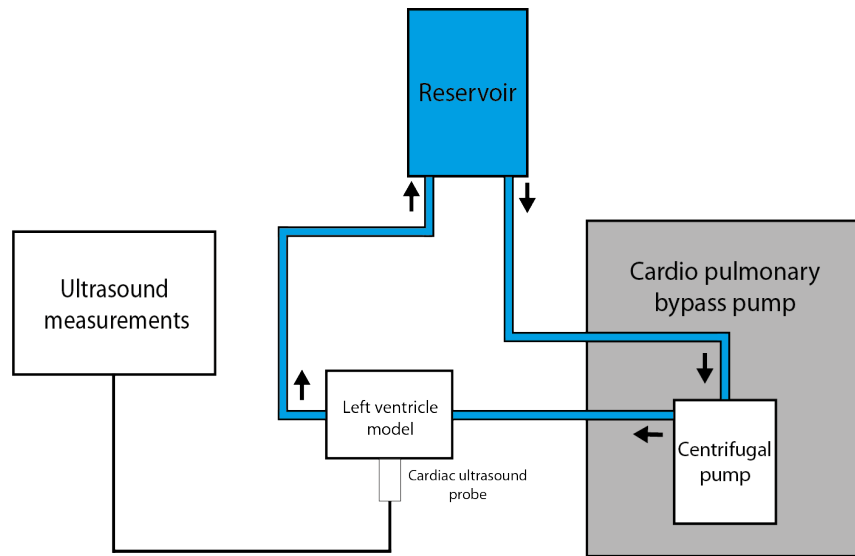 Reservoir
Ultrasound
measurements
Cardio pulmonary
bypass pump
Left ventricle
model
Centrifugal
pump
Cardiac ultrasound
probe